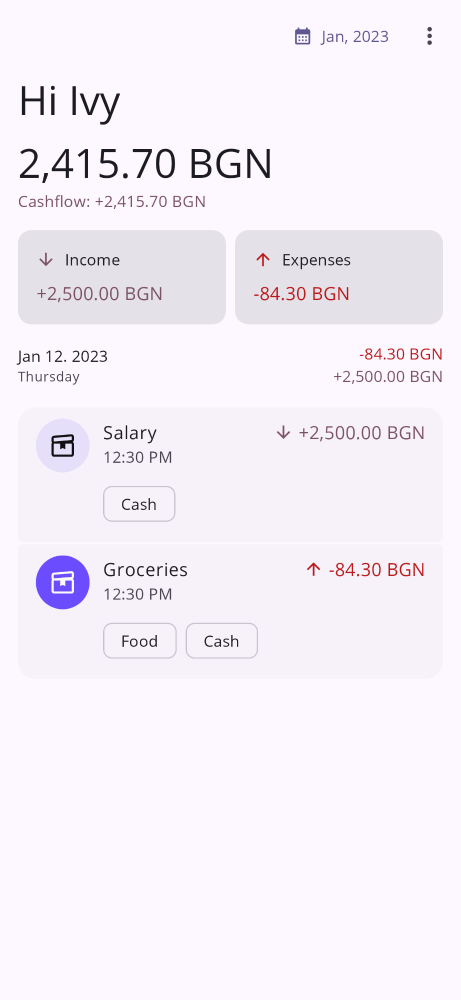 Jan, 2023
Hi Ivy
2,415.70 BGN
Cashflow: +2,415.70 BGN
Income
+2,500.00 BGN
Expenses
-84.30 BGN
Jan 12. 2023
-84.30 BGN
Thursday
+2,500.00 BGN
Salary
+2,500.00 BGN
12:30 PM
Cash
Groceries
-84.30 BGN
12:30 PM
Food
Cash